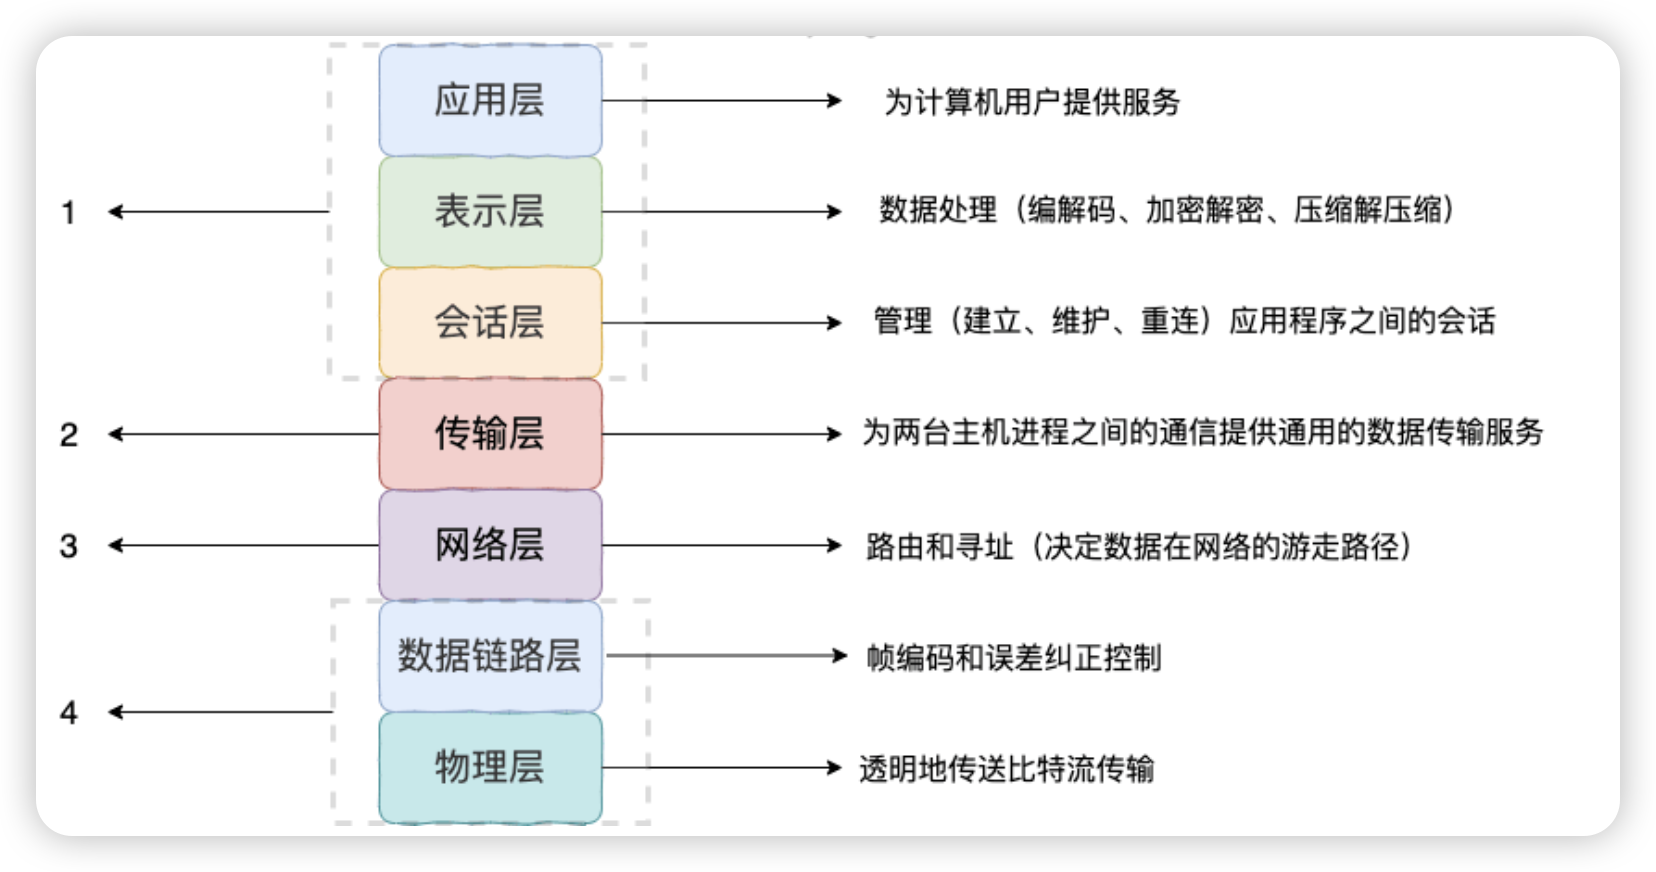 应用层
为计算机用户提供服务
1
表示层
数据处理（编解码、加密解密、压缩解压缩）
会话层
管理（建立、维护、重连）应用程序之间的会话
2
传输层
为两台主机进程之间的通信提供通用的数据传输服务
3
网络层
路由和寻址（决定数据在网络的游走路径）
数据链路层
帧编码和误差纠正控制
4
物理层
透明地传送比特流传输